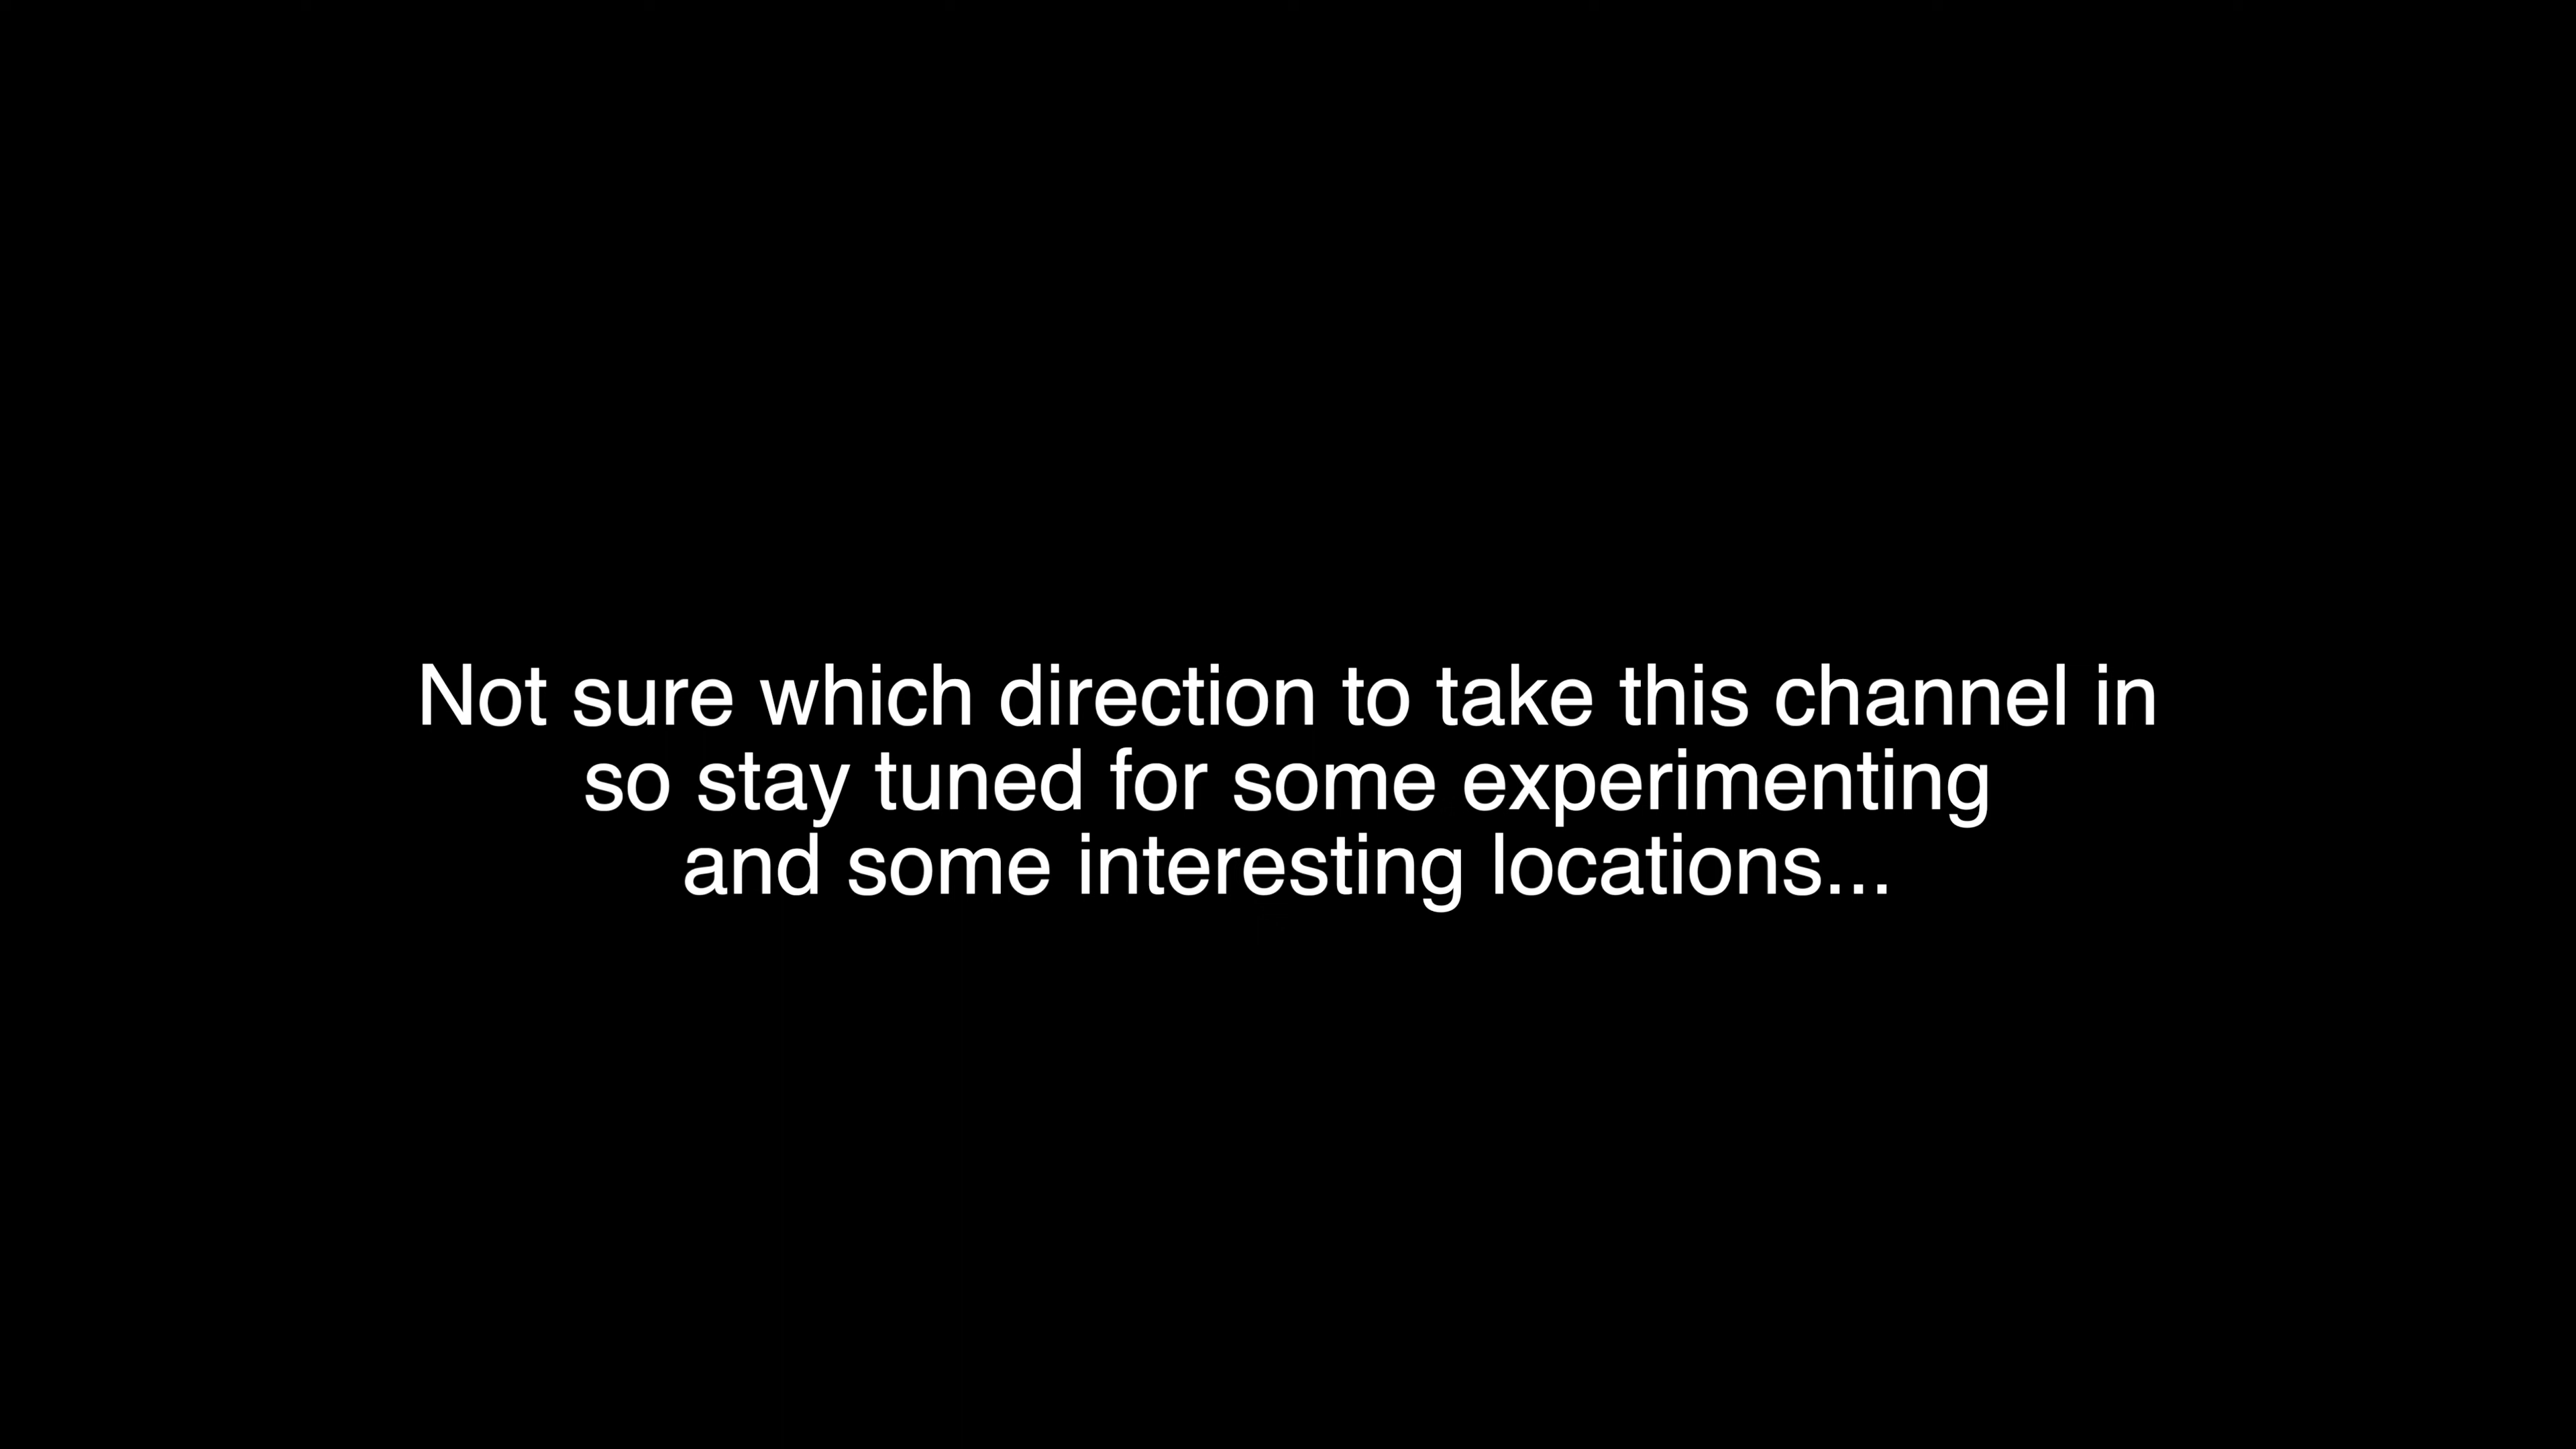 Not sure which direction to take this channel in
so stay tuned for some experimenting
and some interesting locations...